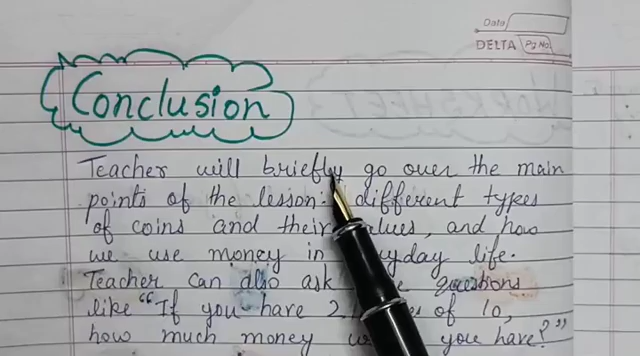 Date
DELTA Pg No.
Conclusion
Teacher will briefly go over the main
points of the lesson: different types
of coins and their values, and how
we use money in everyday life.
Teacher can also ask questions
like "If you have 2 of 10,
how much money you have?"